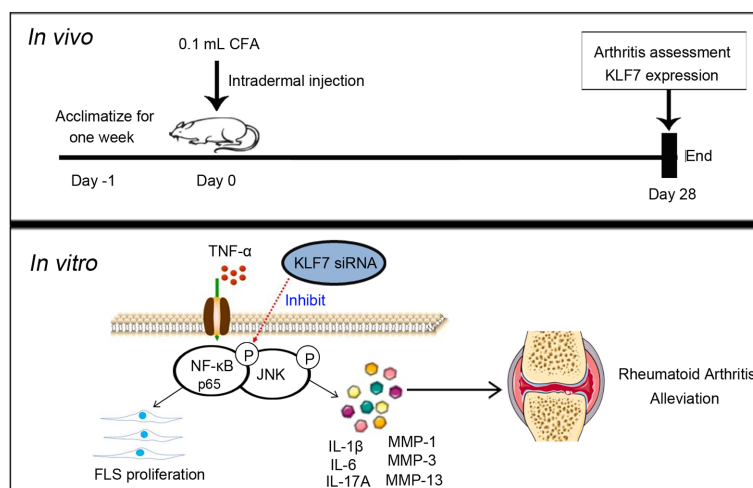 In vivo
0.1 mL CFA
Intradermal injection
Acclimatize for
one week
Day -1
Day 0
Arthritis assessment
KLF7 expression
End
Day 28
In vitro
TNF-α
KLF7 siRNA
Inhibit
P
P
NF-κB
p65
JNK
FLS proliferation
IL-1β
IL-6
IL-17A
MMP-1
MMP-3
MMP-13
Rheumatoid Arthritis
Alleviation